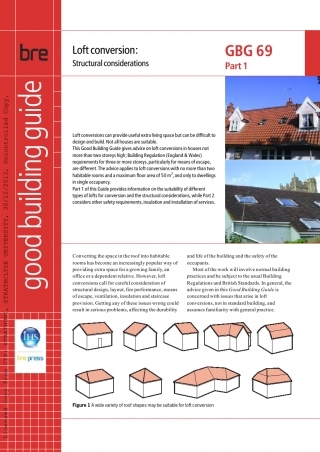 bre
Loft conversion:
Structural considerations
GBG 69
Part 1
good building guide
Loft conversions can provide useful extra living space but can be difficult to
design and build. Not all houses are suitable.
This Good Building Guide gives advice on loft conversions in houses not
more than two storeys high; Building Regulation (England & Wales)
requirements for three or more storeys, particularly for means of escape,
are different. The advice applies to loft conversions with no more than two
habitable rooms and a maximum floor area of 50 m², and only to dwellings
in single occupancy.
Part 1 of this Guide provides information on the suitability of different
types of lofts for conversion and the structural considerations, while Part 2
considers other safety requirements, insulation and installation of services.
Converting the space in the roof into habitable
rooms has become an increasingly popular way of
providing extra space for a growing family, an
office or a dependent relative. However, loft
conversions call for careful consideration of
structural design, layout, fire performance, means
of escape, ventilation, insulation and staircase
provision. Getting any of these issues wrong could
result in serious problems, affecting the durability
and life of the building and the safety of the
occupants.
Most of the work will involve normal building
practices and be subject to the usual Building
Regulations and British Standards. In general, the
advice given in this Good Building Guide is
concerned with issues that arise in loft
conversions, not in standard building, and
assumes familiarity with general practice.
IHS
bre press
Figure 1 A wide variety of roof shapes may be suitable for loft conversion
STRATHCLYDE UNIVERSITY, 30/11/2013, Uncontrolled Copy.